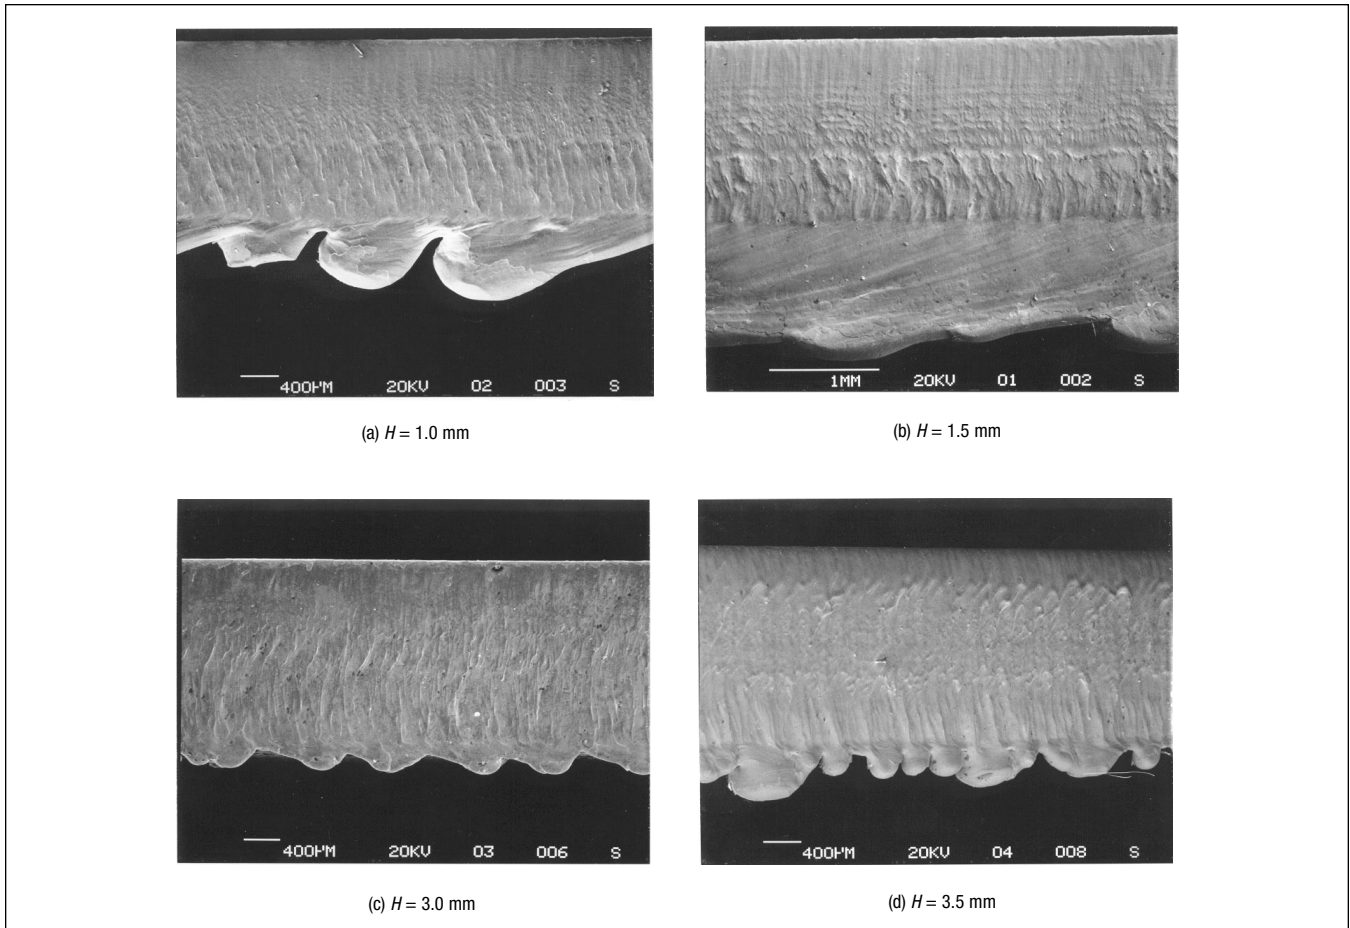 400µM 20KV 02 003 S
1MM 20KV 01 002 S
(a) H = 1.0 mm
(b) H = 1.5 mm
400µM 20KV 03 006 S
400µM 20KV 04 008 S
(c) H = 3.0 mm
(d) H = 3.5 mm